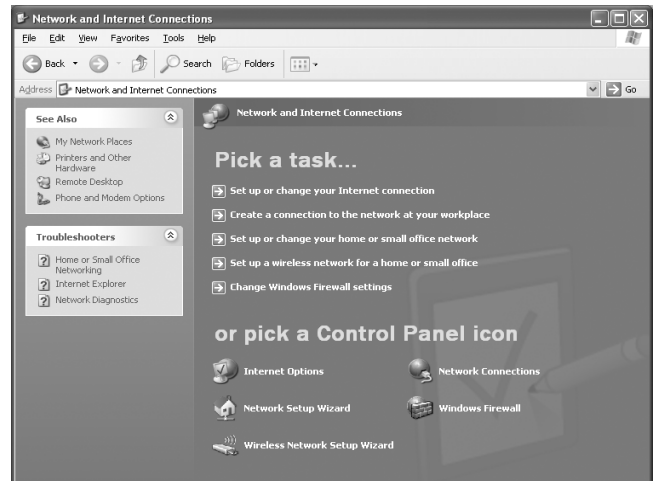 Network and Internet Connections
File Edit View Favorites Tools Help
Back Search Folders
Address Network and Internet Connections Go
See Also
My Network Places
Printers and Other
Hardware
Remote Desktop
Phone and Modem Options
Troubleshooters
Home or Small Office
Networking
Internet Explorer
Network Diagnostics
Network and Internet Connections
Pick a task...
Set up or change your Internet connection
Create a connection to the network at your workplace
Set up or change your home or small office network
Set up a wireless network for a home or small office
Change Windows Firewall settings
or pick a Control Panel icon
Internet Options Network Connections
Network Setup Wizard Windows Firewall
Wireless Network Setup Wizard